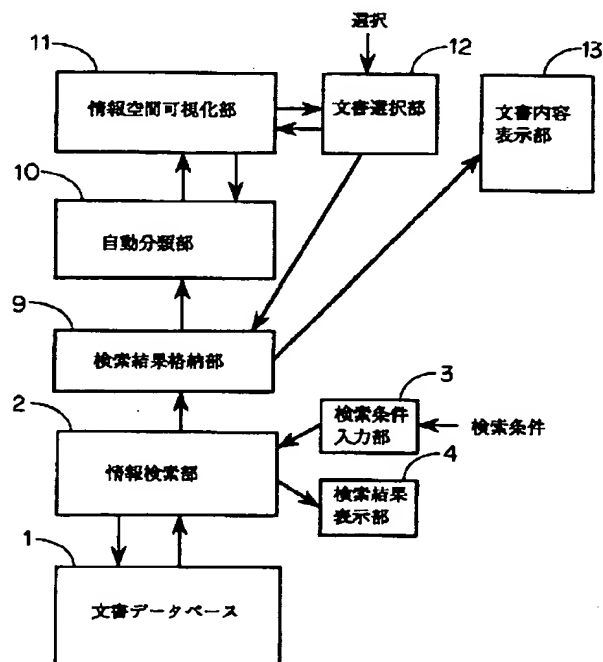 選択
11
12
13
情報空間可視化部
文書選択部
文書内容
表示部
10
自動分類部
9
検索結果格納部
3
2
検索条件
入力部
検索条件
4
情報検索部
検索結果
表示部
1
文書データベース